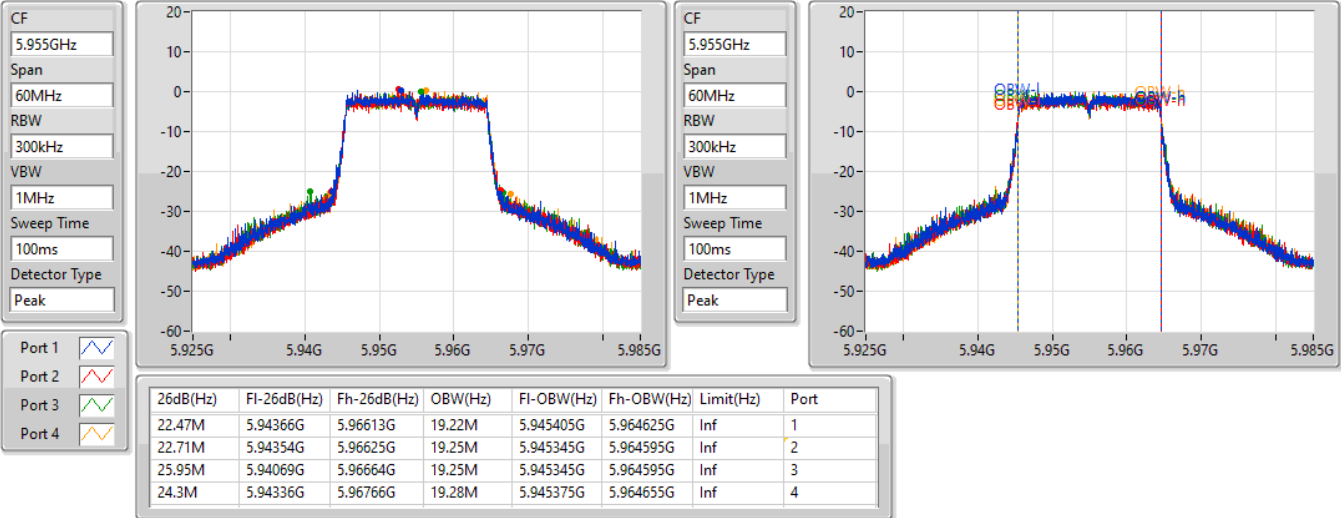 CF
5.955GHz
Span
60MHz
RBW
300kHz
VBW
1MHz
Sweep Time
100ms
Detector Type
Peak
20
10
0
-10
-20
-30
-40
-50
-60
5.925G 5.94G 5.95G 5.96G 5.97G 5.985G
CF
5.955GHz
Span
60MHz
RBW
300kHz
VBW
1MHz
Sweep Time
100ms
Detector Type
Peak
20
10
0
-10
-20
-30
-40
-50
-60
OBW-l
OBW-h
5.925G 5.94G 5.95G 5.96G 5.97G 5.985G
Port 1
Port 2
Port 3
Port 4
26dB(Hz) Fl-26dB(Hz) Fh-26dB(Hz) OBW(Hz) Fl-OBW(Hz) Fh-OBW(Hz) Limit(Hz) Port
22.47M 5.94366G 5.96613G 19.22M 5.945405G 5.964625G Inf 1
22.71M 5.94354G 5.96625G 19.25M 5.945345G 5.964595G Inf 2
25.95M 5.94069G 5.96664G 19.25M 5.945345G 5.964595G Inf 3
24.3M 5.94336G 5.96766G 19.28M 5.945375G 5.964655G Inf 4